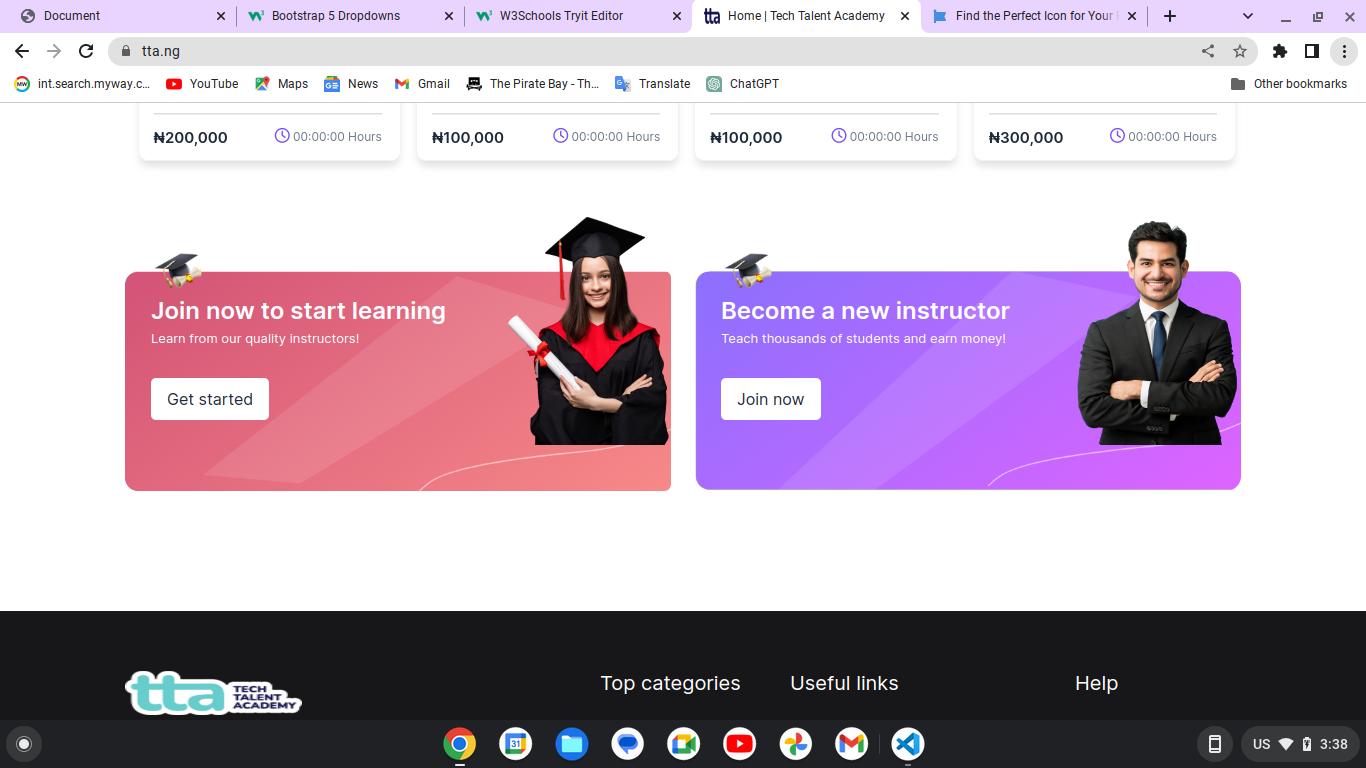 Document
Bootstrap 5 Dropdowns
W3Schools Tryit Editor
Home | Tech Talent Academy
Find the Perfect Icon for Your
tta.ng
int.search.myway.c...
YouTube
Maps
News
Gmail
The Pirate Bay - Th...
Translate
ChatGPT
Other bookmarks
₦200,000
00:00:00 Hours
₦100,000
00:00:00 Hours
₦100,000
00:00:00 Hours
₦300,000
00:00:00 Hours
Join now to start learning
Learn from our quality instructors!
Get started
Become a new instructor
Teach thousands of students and earn money!
Join now
tta TECH
TALENT
ACADEMY
Top categories
Useful links
Help
31
US
3:38